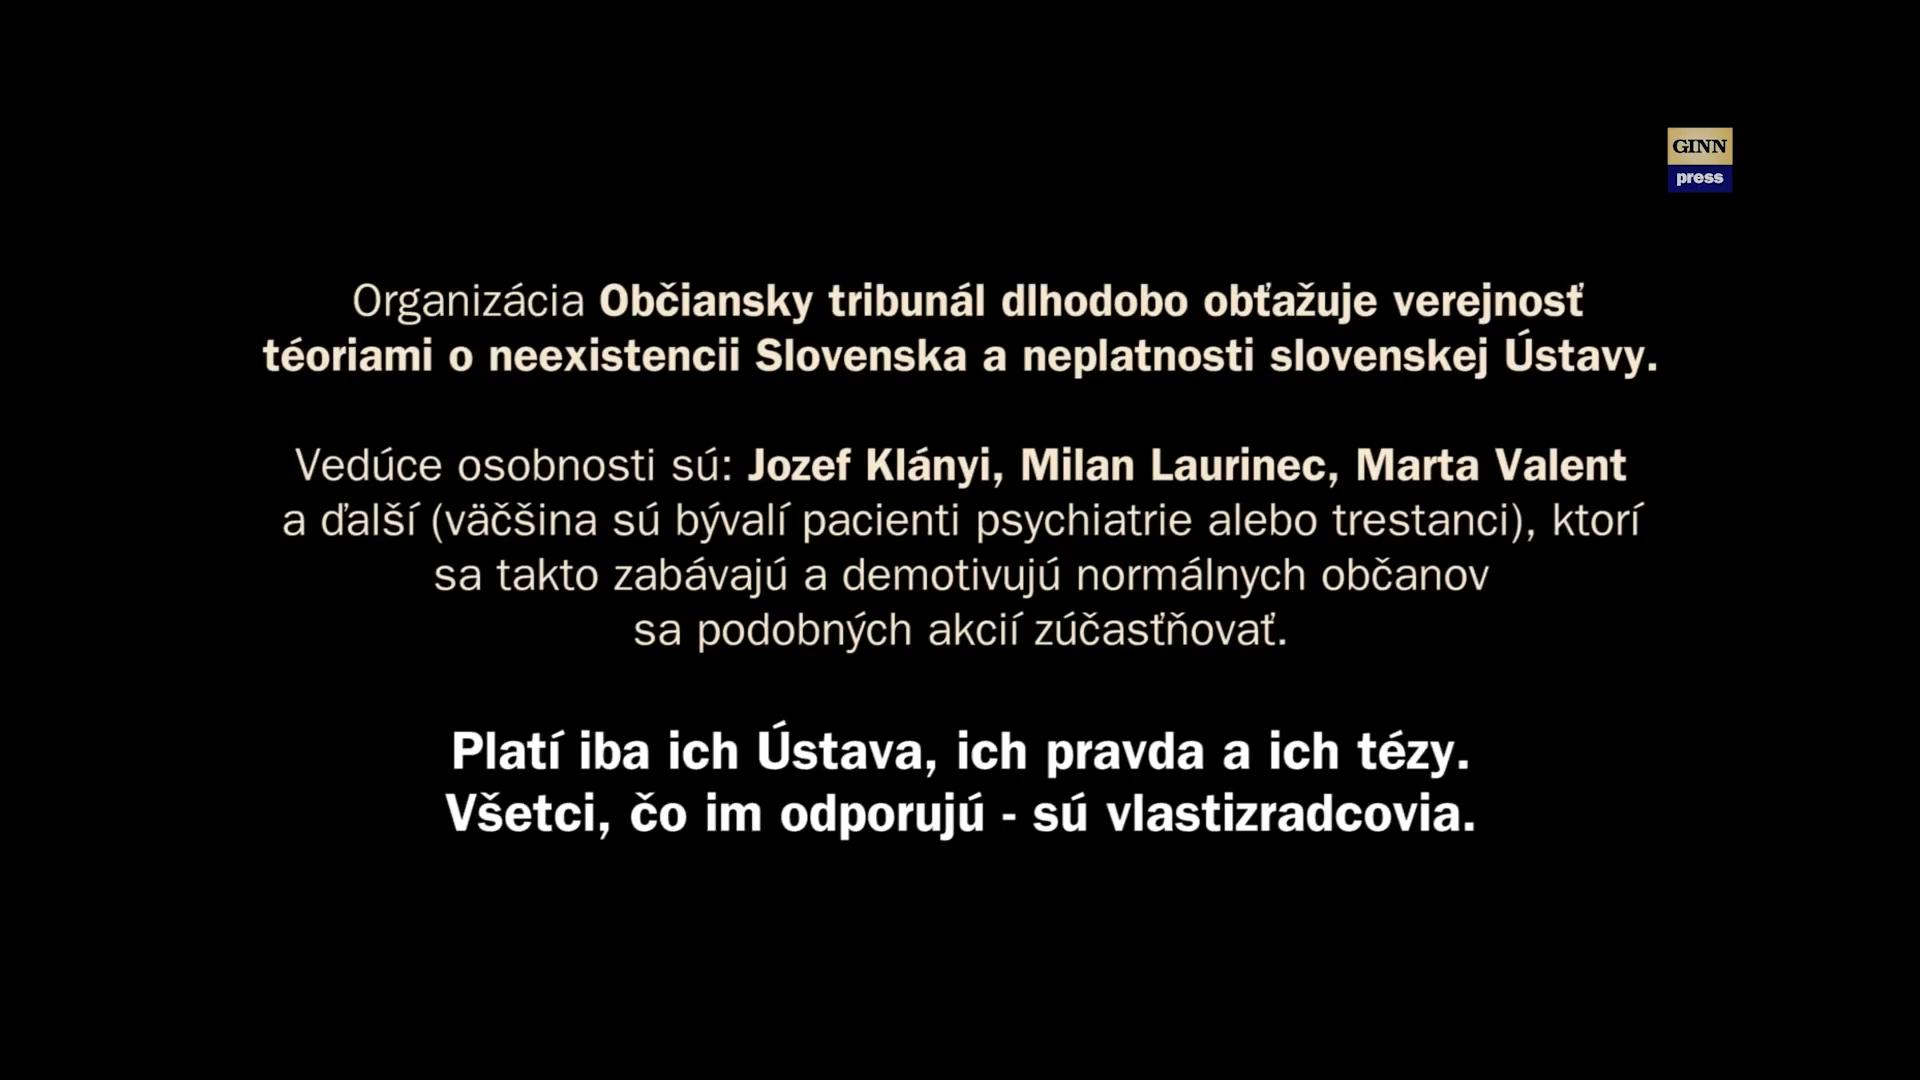 GINN
press
Organizácia Občiansky tribunál dlhodobo obťažuje verejnosť
téoriami o neexistencii Slovenska a neplatnosti slovenskej Ústavy.
Vedúce osobnosti sú: Jozef Klányi, Milan Laurinec, Marta Valent
a ďalší (väčšina sú bývalí pacienti psychiatrie alebo trestanci), ktorí
sa takto zabávajú a demotivujú normálnych občanov
sa podobných akcií zúčasťňovať.
Platí iba ich Ústava, ich pravda a ich tézy.
Všetci, čo im odporujú - sú vlastizradcovia.